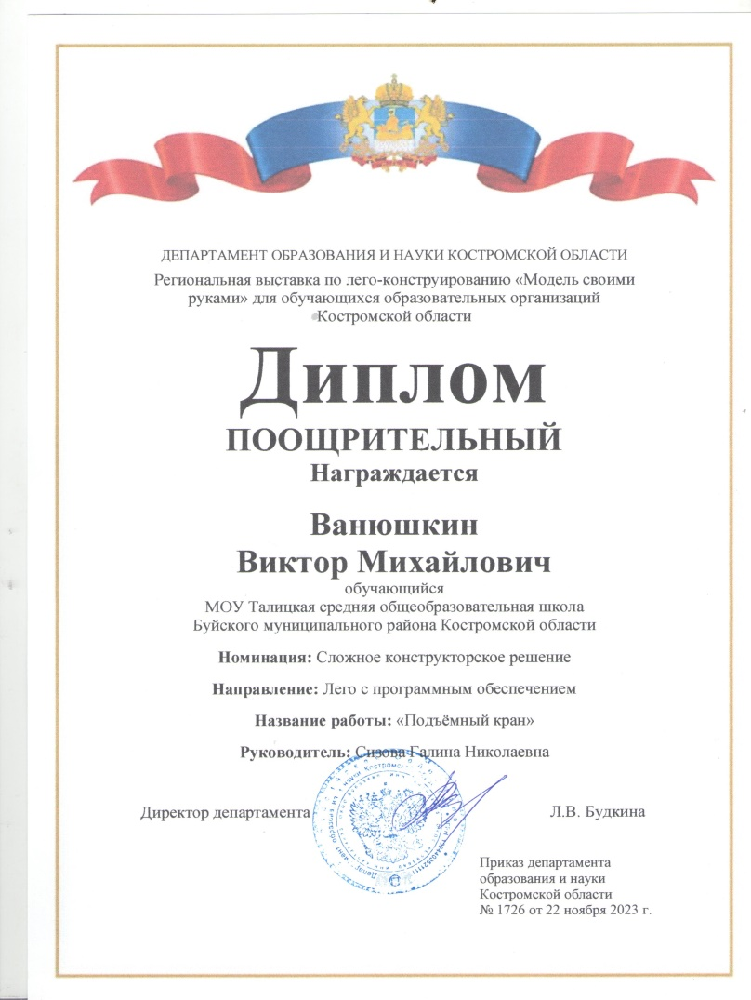 ДЕПАРТАМЕНТ ОБРАЗОВАНИЯ И НАУКИ КОСТРОМСКОЙ ОБЛАСТИ
Региональная выставка по лего-конструированию «Модель своими
руками» для обучающихся образовательных организаций
Костромской области
Диплом
ПООЩРИТЕЛЬНЫЙ
Награждается
Ванюшкин
Виктор Михайлович
обучающийся
МОУ Талицкая средняя общеобразовательная школа
Буйского муниципального района Костромской области
Номинация: Сложное конструкторское решение
Направление: Лего с программным обеспечением
Название работы: «Подъёмный кран»
Руководитель: Сизова Галина Николаевна
Директор департамента
Л.В. Будкина
Приказ департамента
образования и науки
Костромской области
№ 1726 от 22 ноября 2023 г.